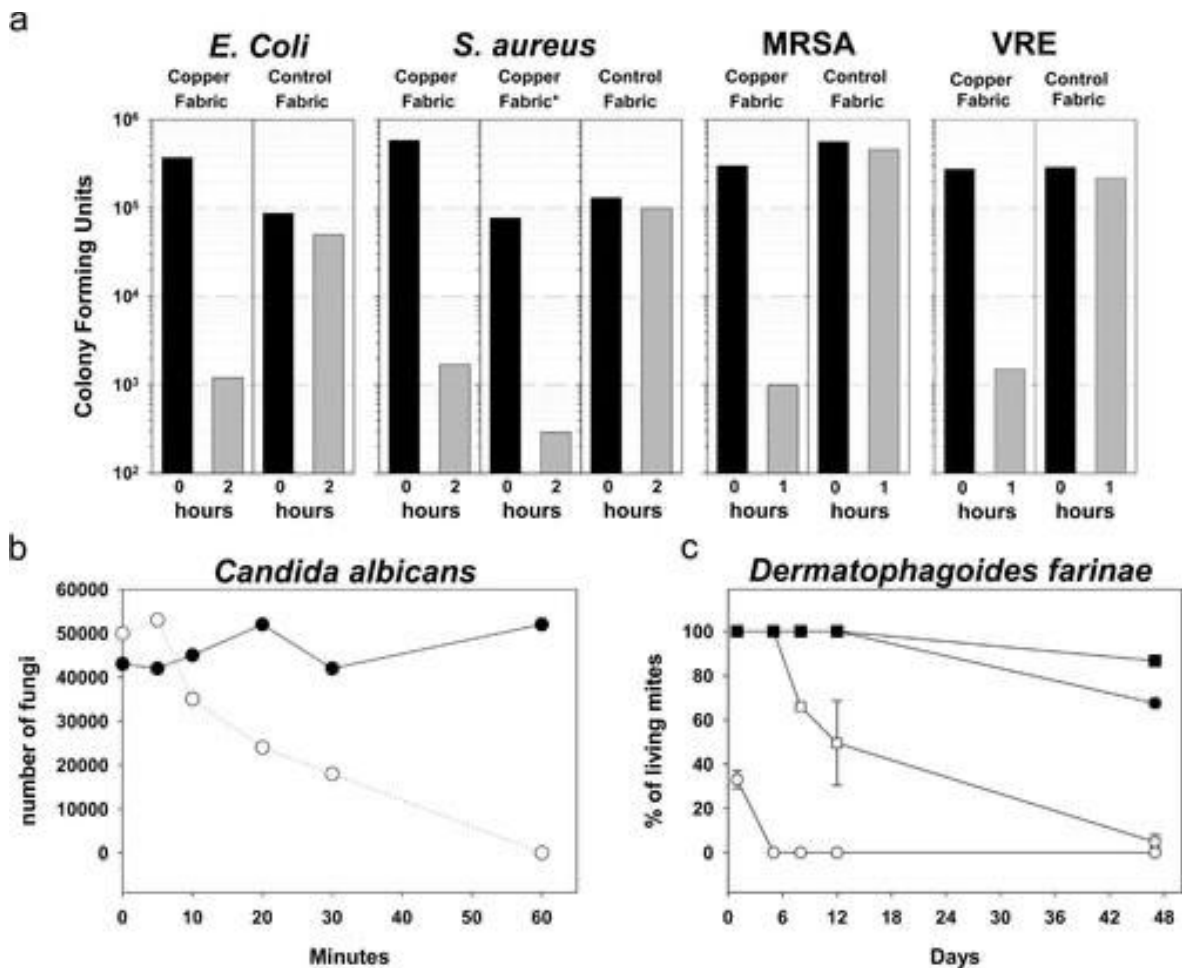 a
E. Coli S. aureus MRSA VRE
Copper Control Copper Copper Control Copper Control Copper Control
Fabric Fabric Fabric Fabric* Fabric Fabric Fabric Fabric Fabric
Colony Forming Units
10⁶
10⁵
10⁴
10³
10²
0 2 0 2 0 2 0 2 0 2 0 1 0 1 0 1 0 1
hours hours hours hours hours hours hours hours hours
b
Candida albicans
number of fungi
60000
50000
40000
30000
20000
10000
0
0 10 20 30 40 50 60
Minutes
c
Dermatophagoides farinae
% of living mites
100
80
60
40
20
0
0 6 12 18 24 30 36 42 48
Days